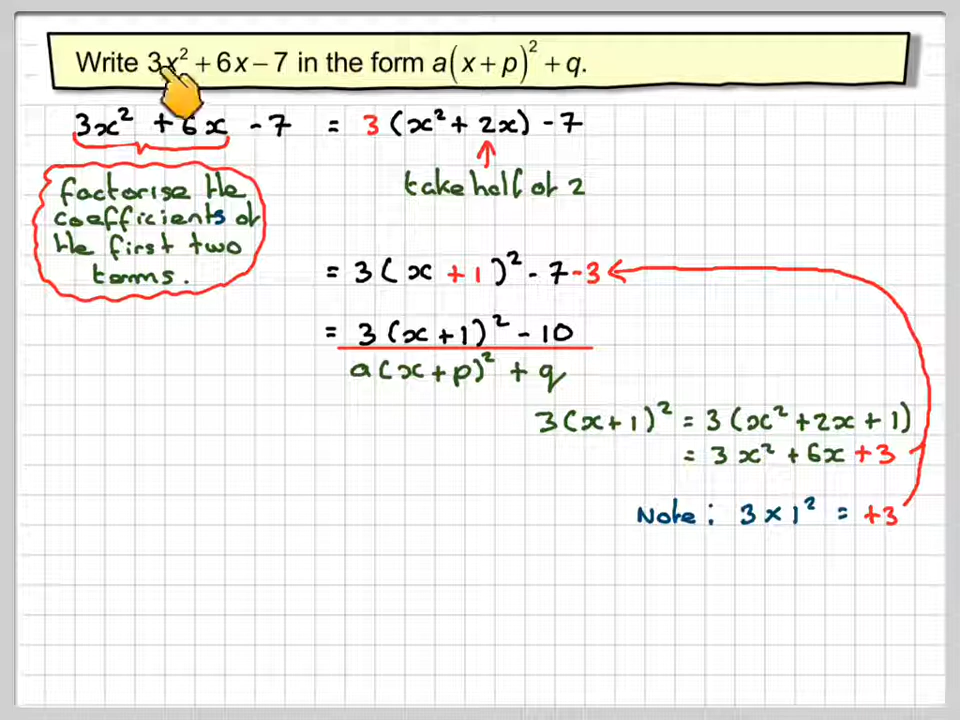 Write 3x² + 6x − 7 in the form a(x + p)² + q.
3x² + 6x - 7 = 3 (x² + 2x) - 7
take half of 2
factorise the
coefficients of
the first two
terms.
= 3 (x + 1)² - 7 - 3
= 3 (x + 1)² - 10
a(x + p)² + q
3(x + 1)² = 3 (x² + 2x + 1)
= 3x² + 6x + 3
Note : 3 × 1² = +3